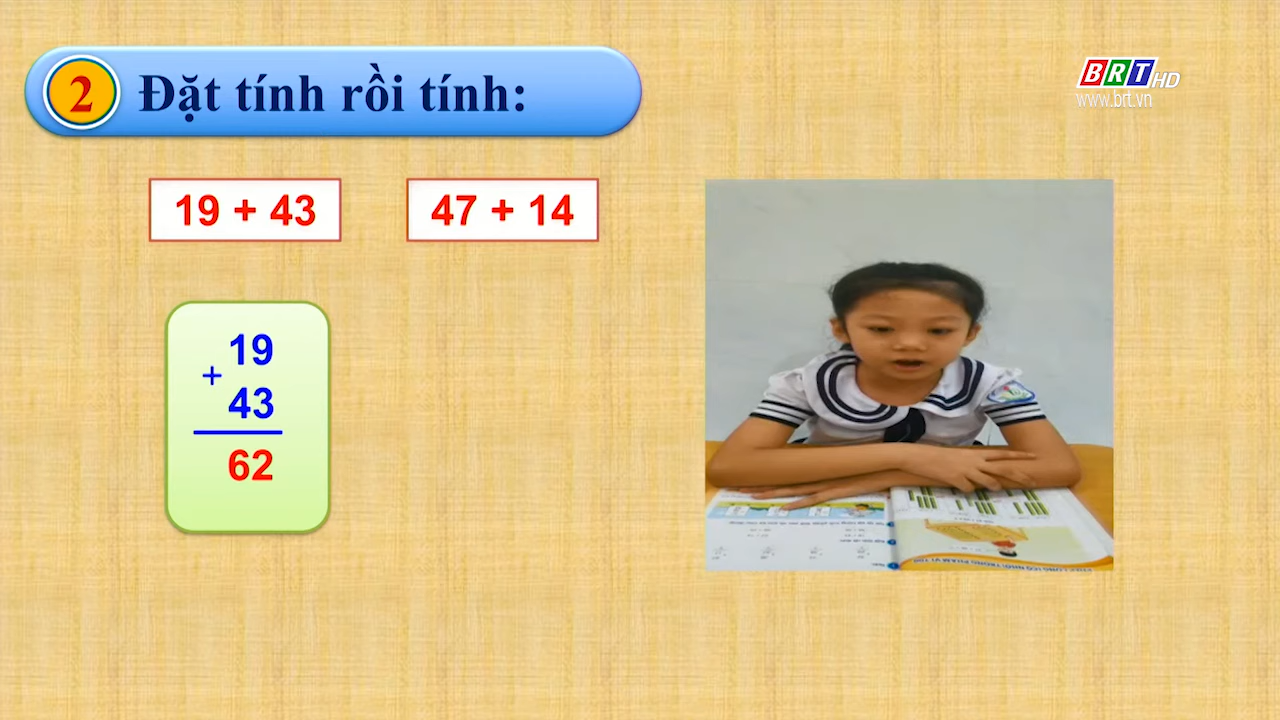 2 Đặt tính rồi tính:
BRT HD
www.brt.vn
19 + 43
47 + 14
19
+
43
62